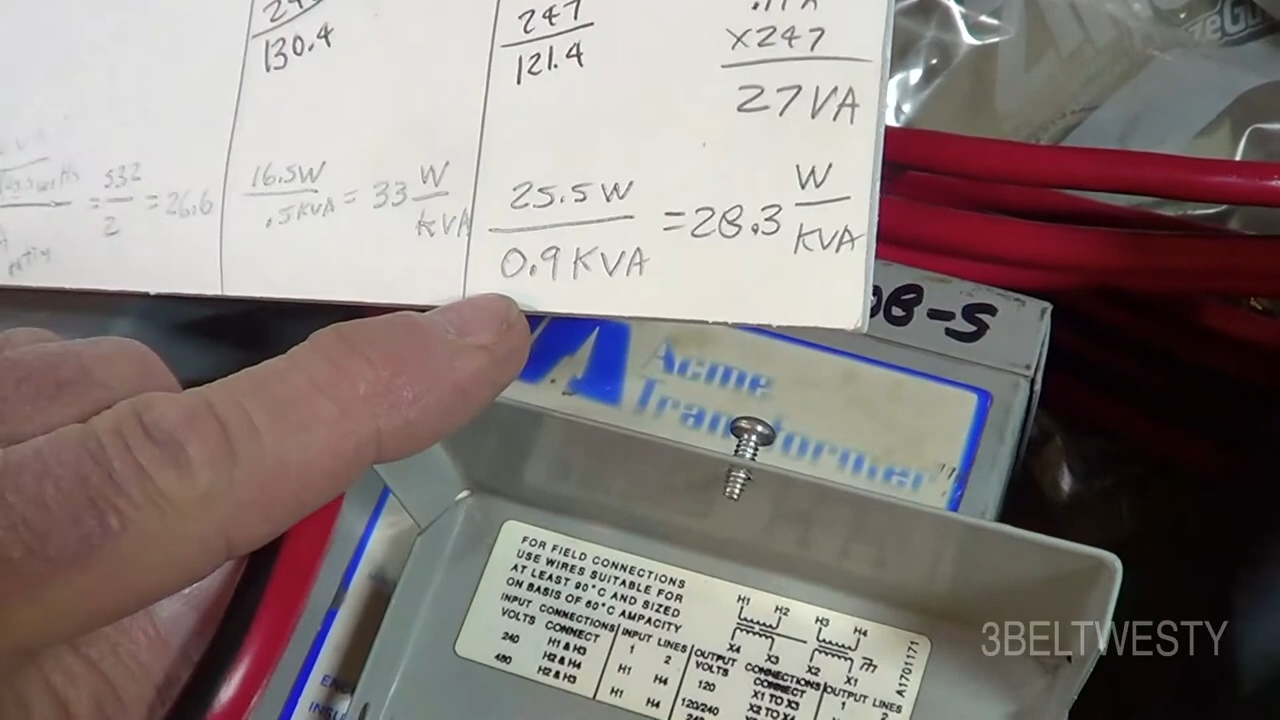 130.4
247
121.4
X247
27VA
532
= — = 26.6
2
16.5W
.5KVA
= 33 W
KVA
25.5W
0.9KVA
= 28.3 W
KVA
B-S
Acme
Transformer
FOR FIELD CONNECTIONS
USE WIRES SUITABLE FOR
AT LEAST 90°C AND SIZED
ON BASIS OF 60°C AMPACITY
INPUT CONNECTIONS
VOLTS CONNECT
240 H1 & H3
H2 & H4
480 H2 & H3
INPUT LINES
1 2
H1 H4
H1 H4
H1 H2 H3 H4
X4 X3 X2 X1
OUTPUT CONNECTIONS
VOLTS CONNECT
120 X1 TO X3
X2 TO X4
120/240
OUTPUT LINES
1 2
A1701171
3BELTWESTY